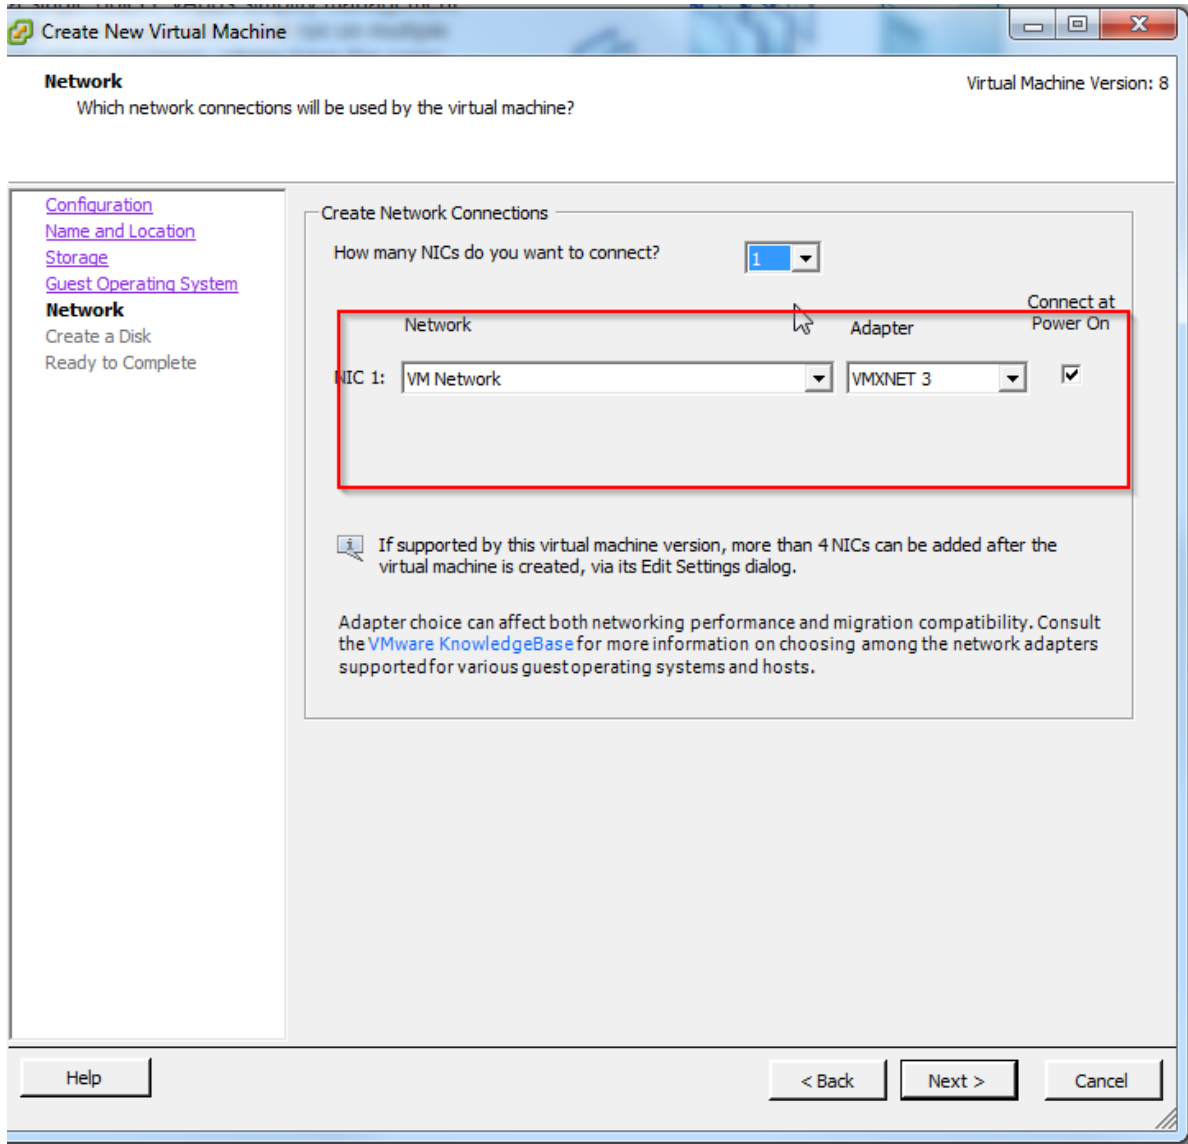 Create New Virtual Machine
Network
Virtual Machine Version: 8
Which network connections will be used by the virtual machine?
Configuration
Name and Location
Storage
Guest Operating System
Network
Create a Disk
Ready to Complete
Create Network Connections
How many NICs do you want to connect?
1
Network
Adapter
Connect at
Power On
NIC 1:
VM Network
VMXNET 3
If supported by this virtual machine version, more than 4 NICs can be added after the
virtual machine is created, via its Edit Settings dialog.
Adapter choice can affect both networking performance and migration compatibility. Consult
the VMware KnowledgeBase for more information on choosing among the network adapters
supported for various guest operating systems and hosts.
Help
< Back
Next >
Cancel